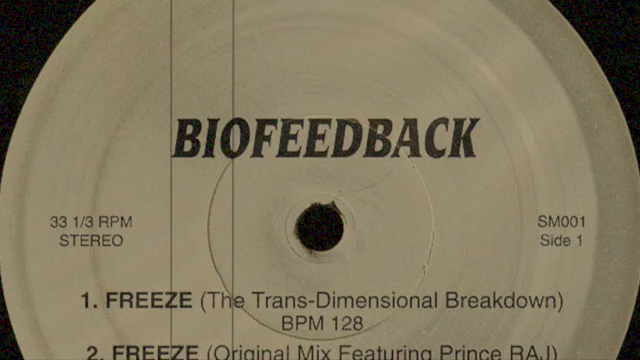 BIOFEEDBACK
33 1/3 RPM
STEREO
SM001
Side 1
1. FREEZE (The Trans-Dimensional Breakdown)
BPM 128
2. FREEZE (Original Mix Featuring Prince RAJ)